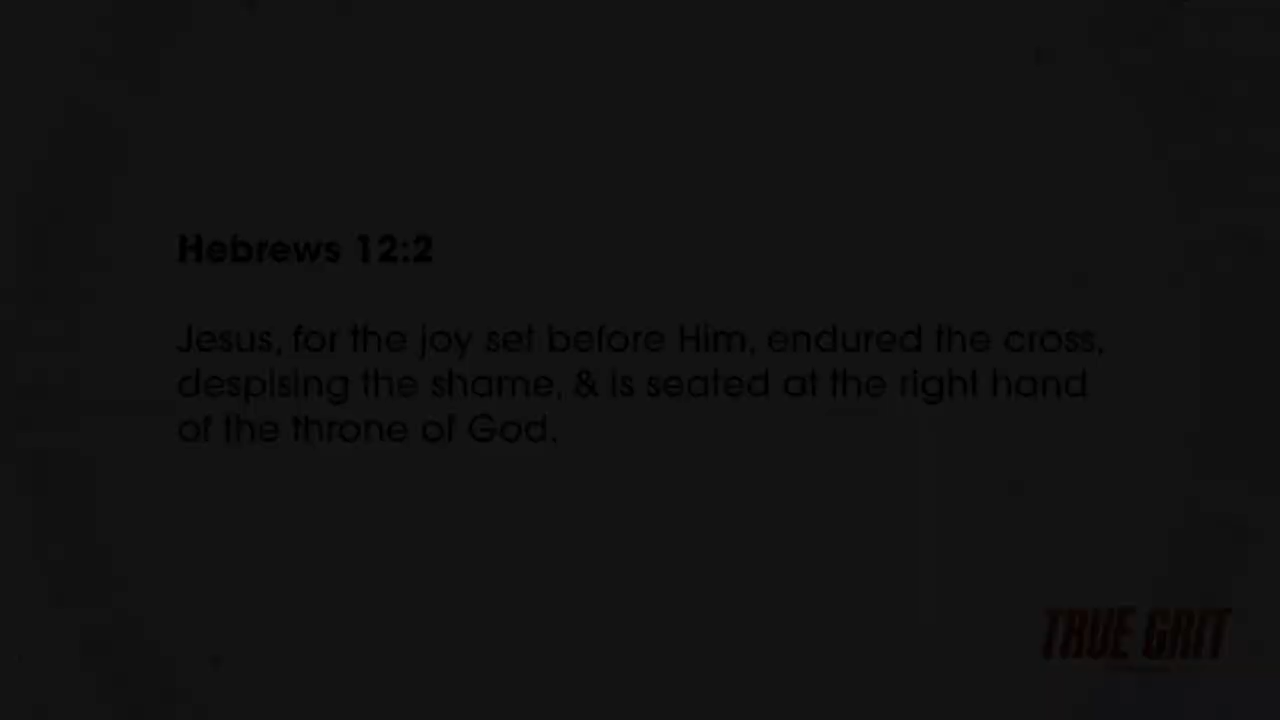 Hebrews 12:2
Jesus, for the joy set before Him, endured the cross,
despising the shame, & is seated at the right hand
of the throne of God.
TRUE GRIT